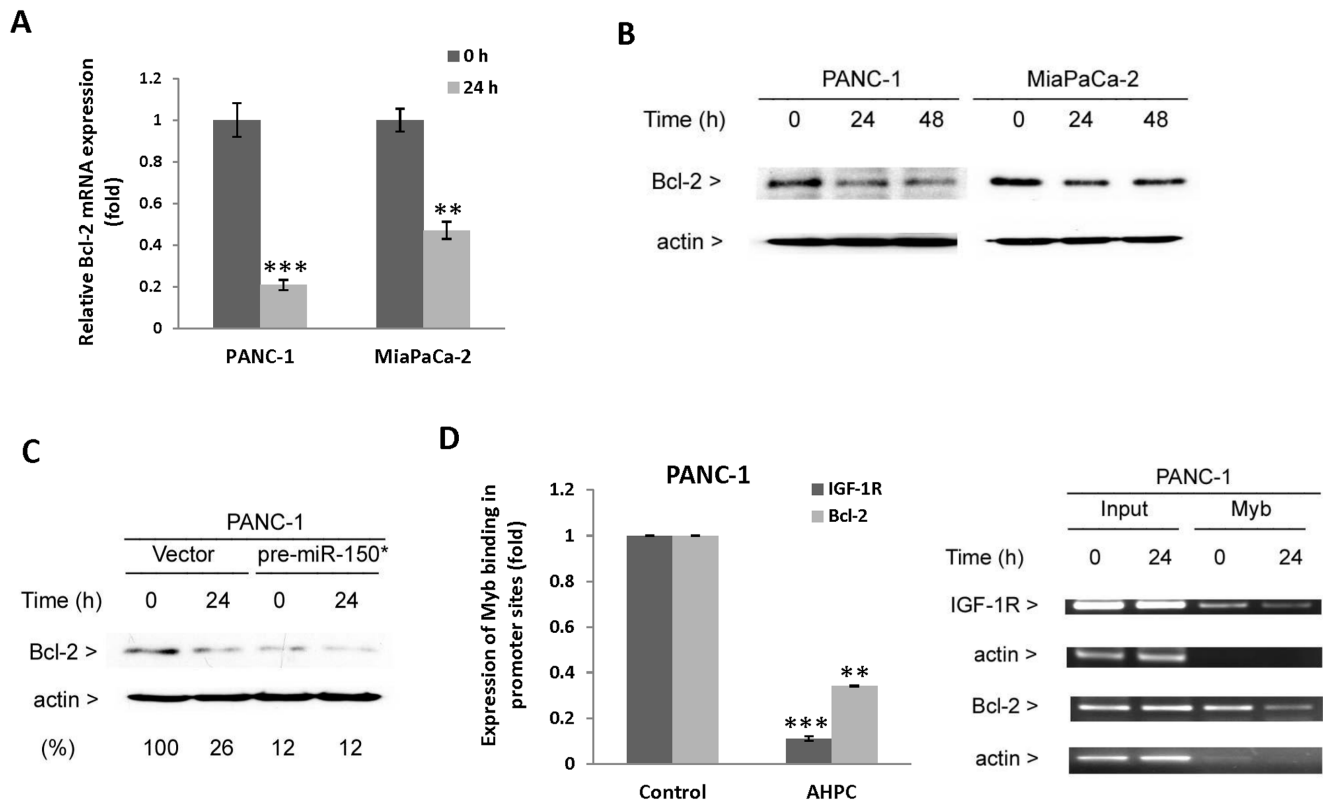 A
Relative Bcl-2 mRNA expression
(fold)
0 h
24 h
1.2
1
0.8
0.6
0.4
0.2
0
***
**
PANC-1
MiaPaCa-2
B
PANC-1
MiaPaCa-2
Time (h)
0
24
48
0
24
48
Bcl-2 >
actin >
C
PANC-1
Vector
pre-miR-150*
Time (h)
0
24
0
24
Bcl-2 >
actin >
(%)
100
26
12
12
D
PANC-1
Expression of Myb binding in
promoter sites (fold)
IGF-1R
Bcl-2
1.2
1
0.8
0.6
0.4
0.2
0
***
**
Control
AHPC
PANC-1
Input
Myb
Time (h)
0
24
0
24
IGF-1R >
actin >
Bcl-2 >
actin >